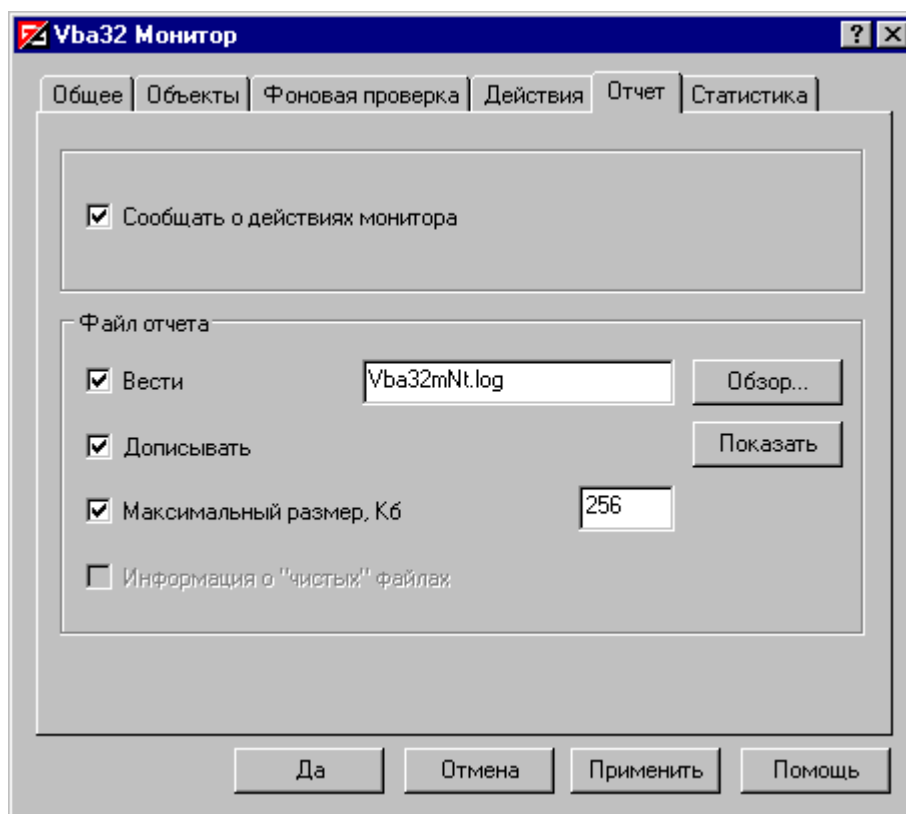 Vba32 Монитор
Общее Объекты Фоновая проверка Действия Отчет Статистика
Сообщать о действиях монитора
Файл отчета
Вести Vba32mNt.log Обзор...
Дописывать Показать
Максимальный размер, Кб 256
Информация о "чистых" файлах
Да Отмена Применить Помощь